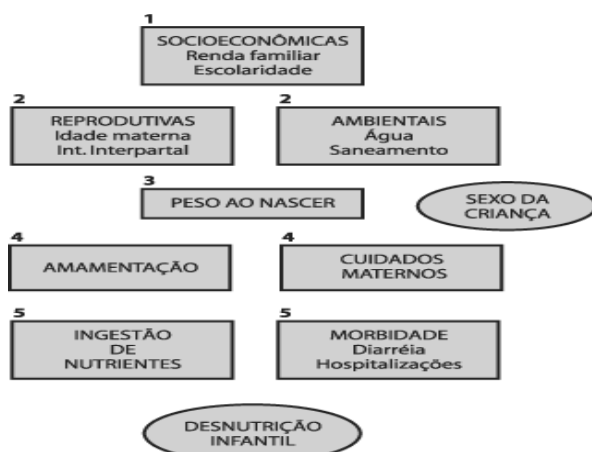 1
SOCIOECONÔMICAS
Renda familiar
Escolaridade
2
REPRODUTIVAS
Idade materna
Int. Interpartal
2
AMBIENTAIS
Água
Saneamento
3
PESO AO NASCER
SEXO DA
CRIANÇA
4
AMAMENTAÇÃO
4
CUIDADOS
MATERNOS
5
INGESTÃO
DE
NUTRIENTES
5
MORBIDADE
Diarréia
Hospitalizações
DESNUTRIÇÃO
INFANTIL